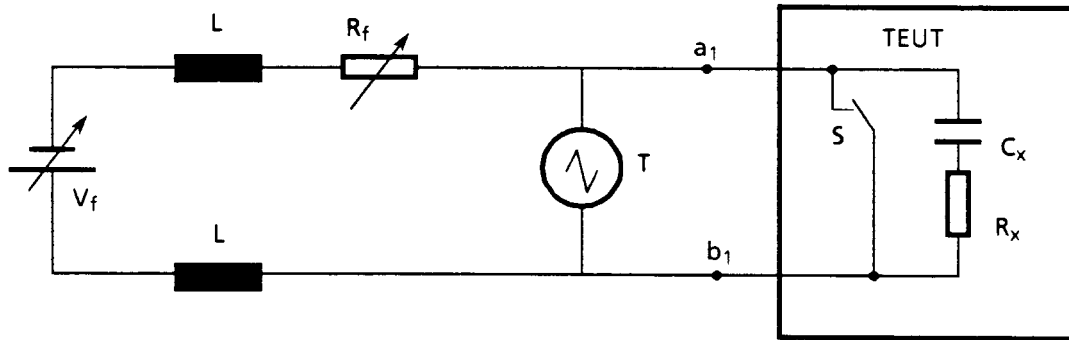 L
R_f
a_1
TEUT
S
C_x
V_f
T
R_x
L
b_1